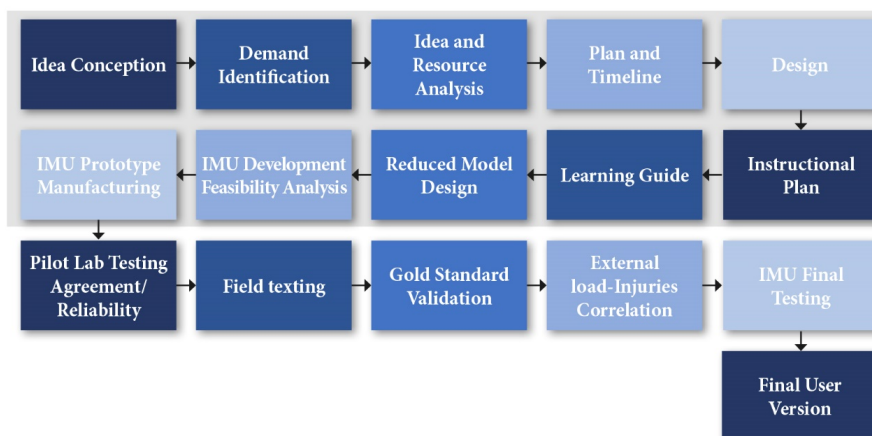 Idea Conception
Demand
Identification
Idea and
Resource
Analysis
Plan and
Timeline
Design
IMU Prototype
Manufacturing
IMU Development
Feasibility Analysis
Reduced Model
Design
Learning Guide
Instructional
Plan
Pilot Lab Testing
Agreement/
Reliability
Field texting
Gold Standard
Validation
External
load-Injuries
Correlation
IMU Final
Testing
Final User
Version